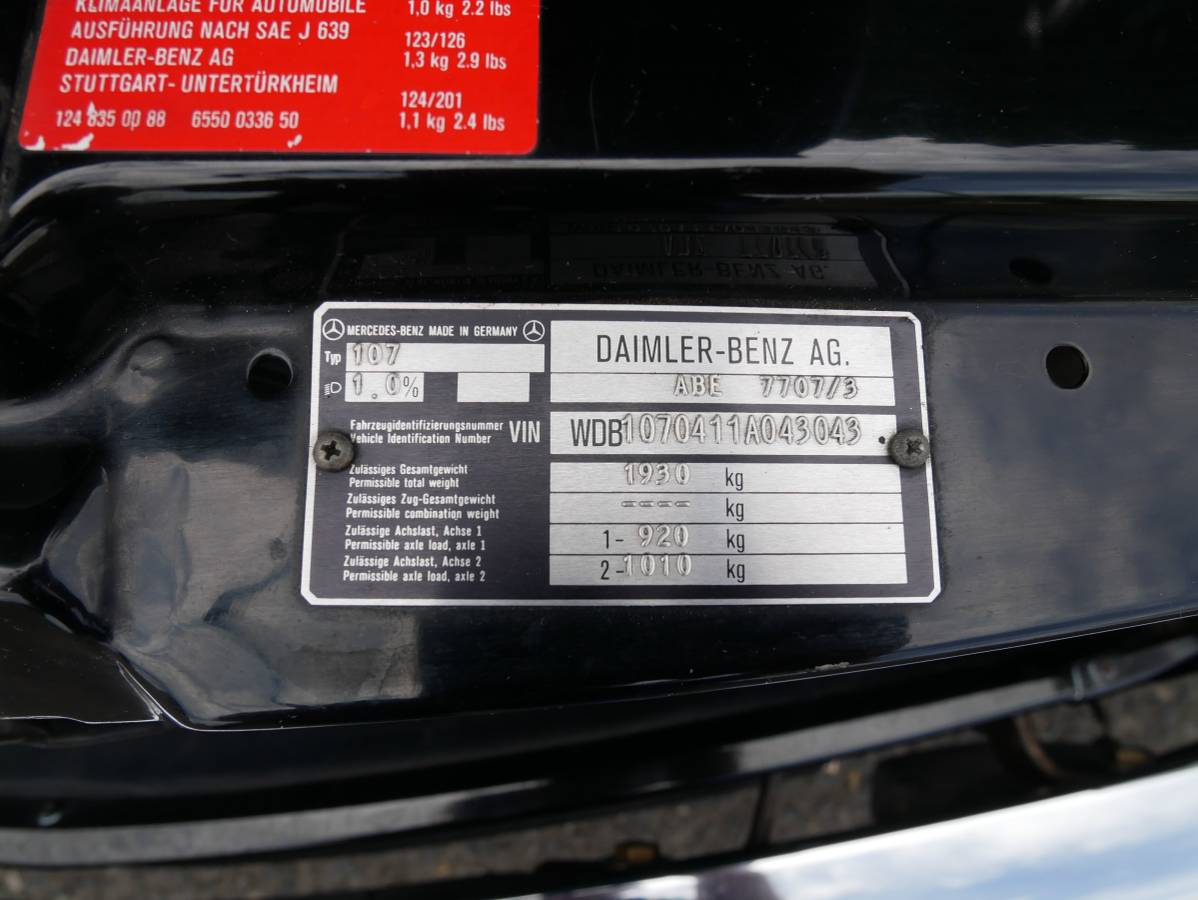 KLIMAANLAGE FÜR AUTOMOBILE 1,0 kg 2.2 lbs
AUSFÜHRUNG NACH SAE J 639 123/126
DAIMLER-BENZ AG 1,3 kg 2.9 lbs
STUTTGART- UNTERTÜRKHEIM 124/201
124 835 00 88 6550 0336 50 1,1 kg 2.4 lbs
MERCEDES-BENZ MADE IN GERMANY
Typ 107
1.0%
DAIMLER-BENZ AG.
ABE 7707/3
Fahrzeugidentifizierungsnummer
Vehicle Identification Number VIN WDB1070411A043043
Zulässiges Gesamtgewicht
Permissible total weight 1930 kg
Zulässiges Zug-Gesamtgewicht
Permissible combination weight ---- kg
Zulässige Achslast, Achse 1
Permissible axle load, axle 1 1- 920 kg
Zulässige Achslast, Achse 2
Permissible axle load, axle 2 2-1010 kg